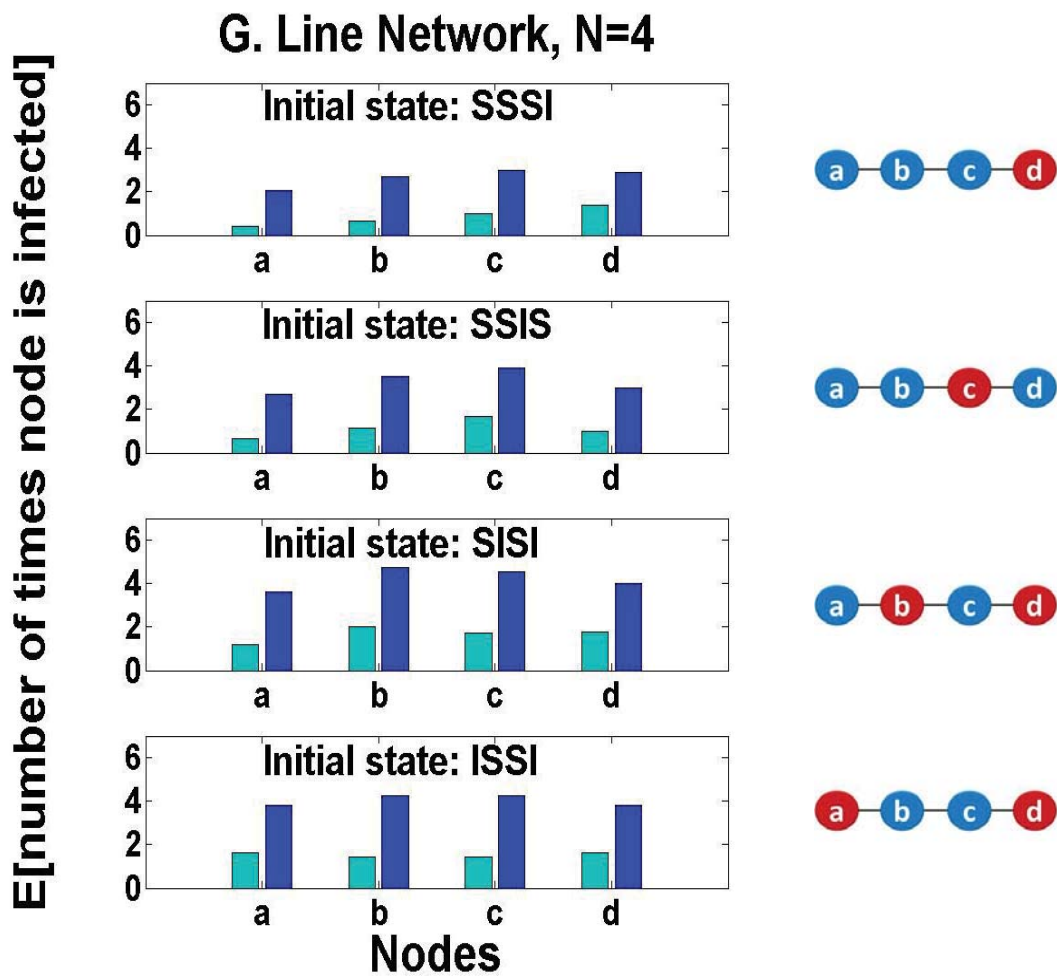 G. Line Network, N=4
E[number of times node is infected]
Initial state: SSSI
6
4
2
0
a b c d
a b c d
Initial state: SSIS
6
4
2
0
a b c d
a b c d
Initial state: SISI
6
4
2
0
a b c d
a b c d
Initial state: ISSI
6
4
2
0
a b c d
a b c d
Nodes